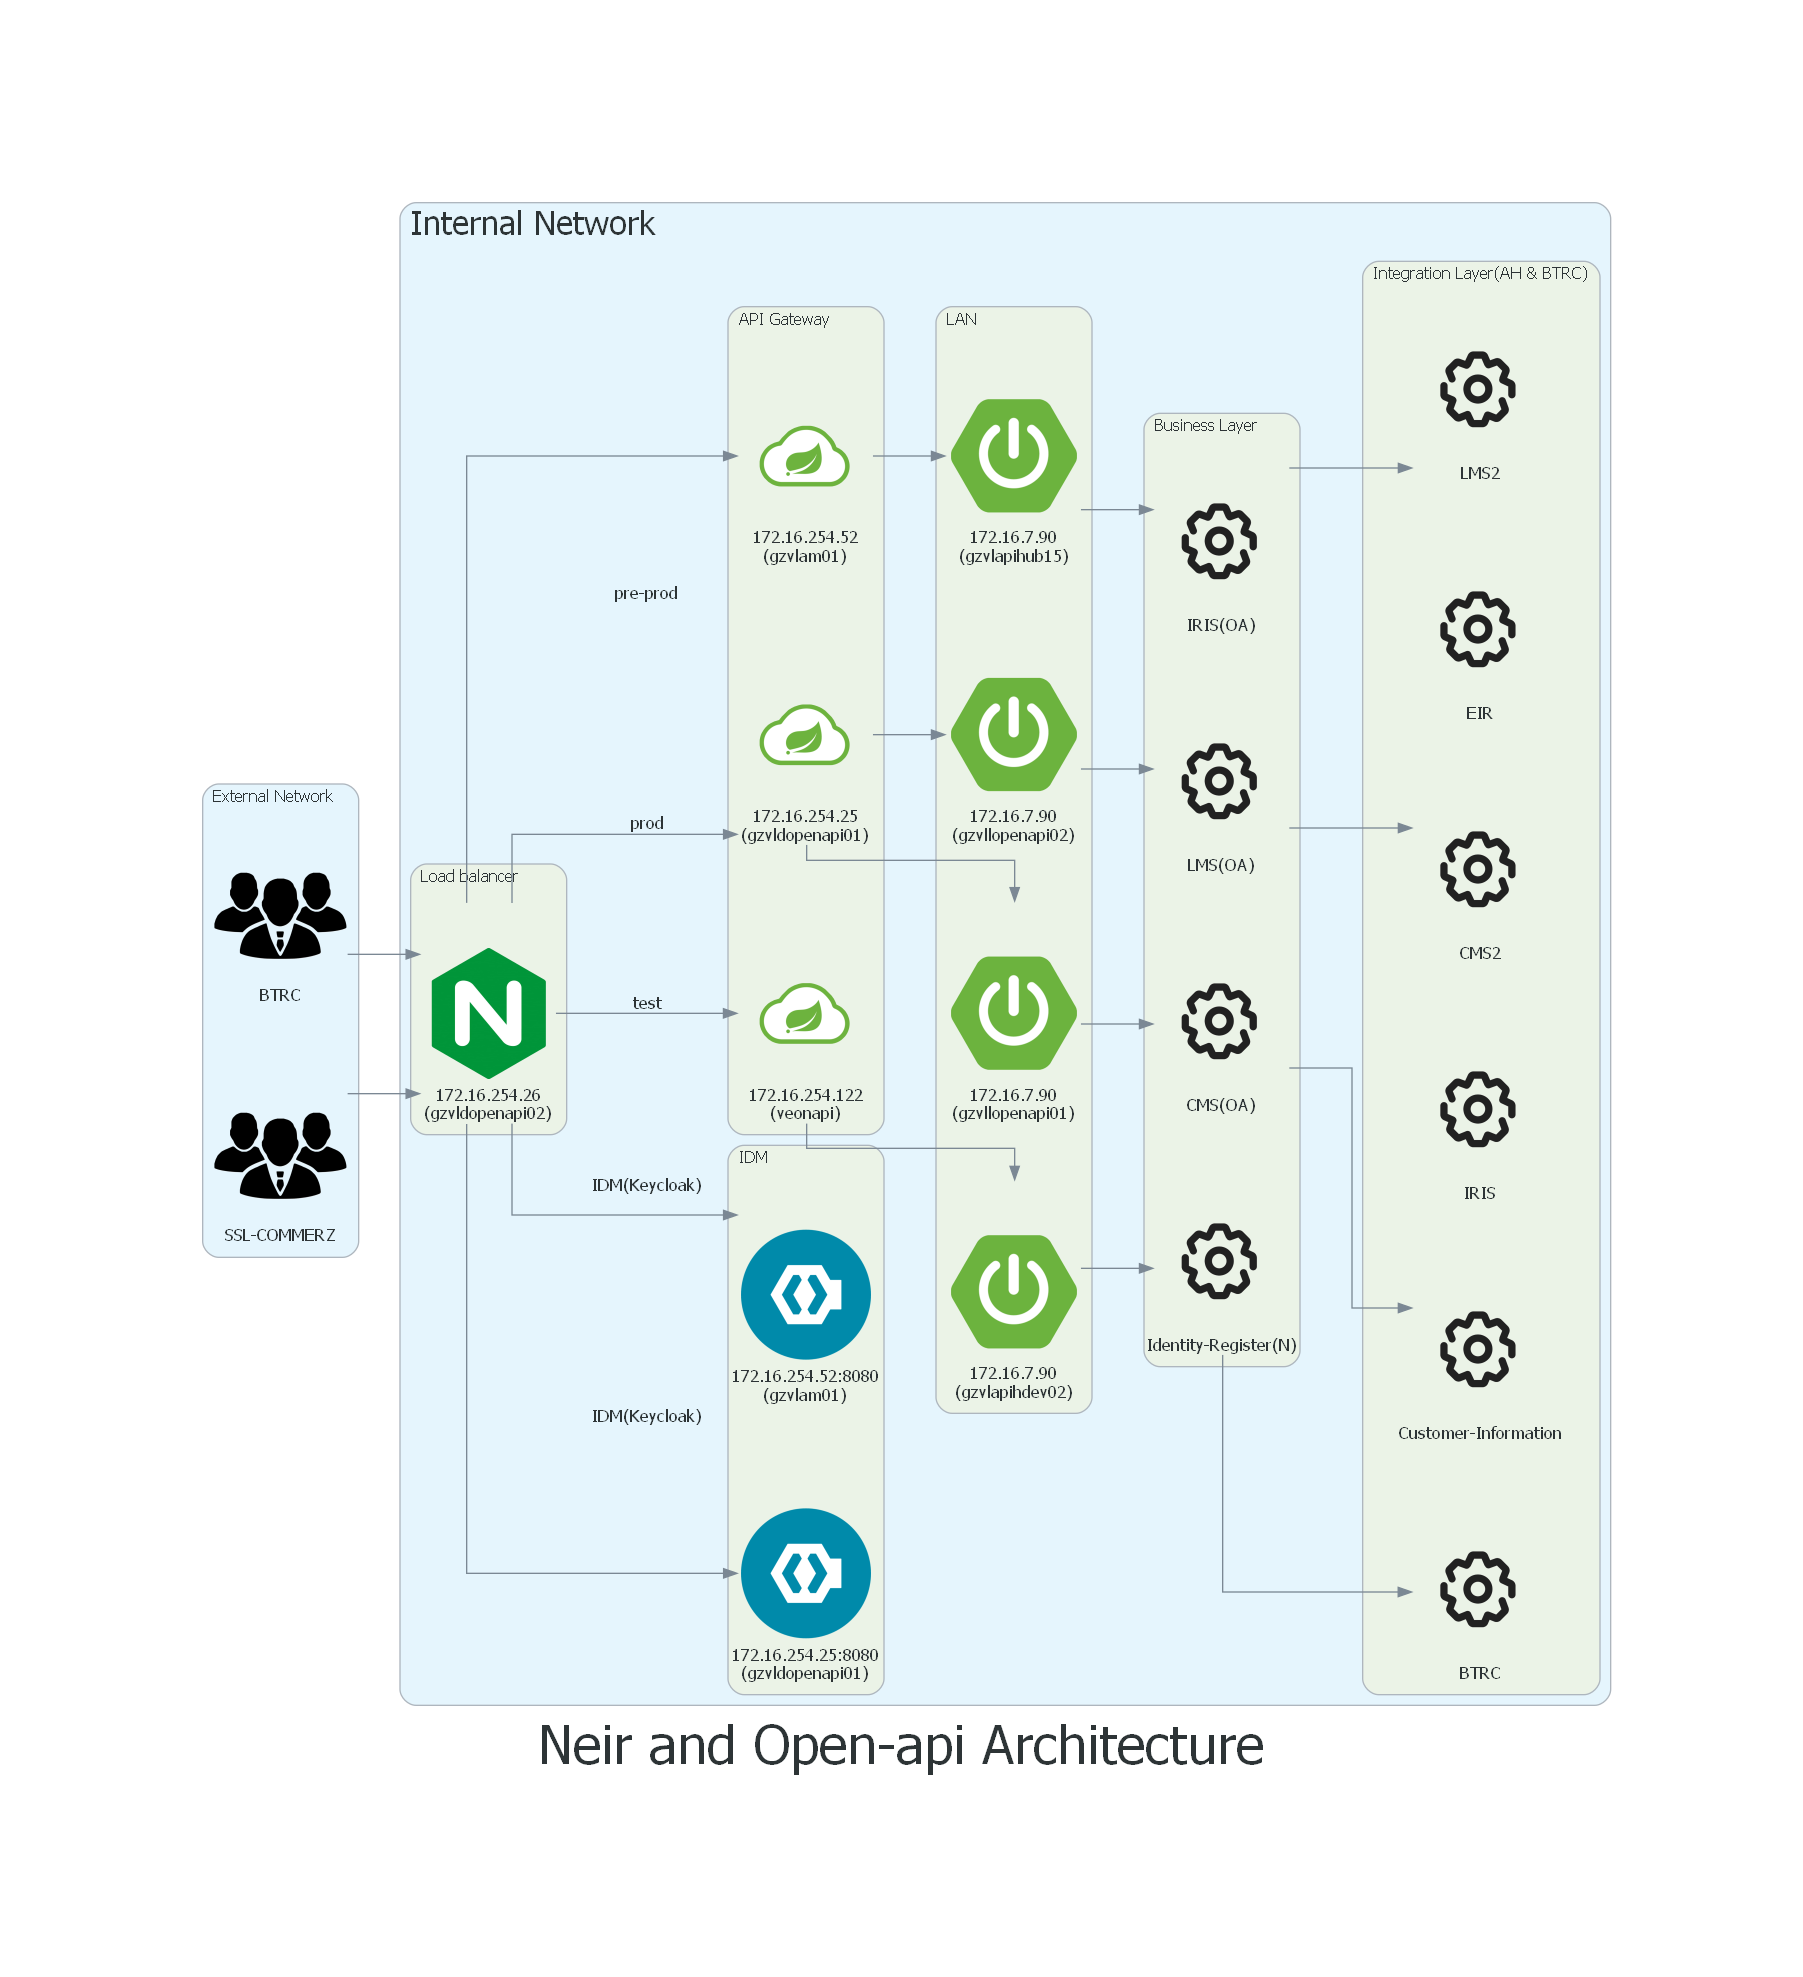 Internal Network
Integration Layer(AH & BTRC)
API Gateway
LAN
Business Layer
LMS2
172.16.254.52
(gzvlam01)
172.16.7.90
(gzvlapihub15)
pre-prod
IRIS(OA)
EIR
External Network
prod
172.16.254.25
(gzvldopenapi01)
172.16.7.90
(gzvllopenapi02)
LMS(OA)
Load balancer
CMS2
BTRC
test
172.16.254.26
(gzvldopenapi02)
172.16.254.122
(veonapi)
172.16.7.90
(gzvllopenapi01)
CMS(OA)
IDM
IDM(Keycloak)
IRIS
SSL-COMMERZ
172.16.254.52:8080
(gzvlam01)
172.16.7.90
(gzvlapihdev02)
Identity-Register(N)
IDM(Keycloak)
Customer-Information
172.16.254.25:8080
(gzvldopenapi01)
BTRC
Neir and Open-api Architecture